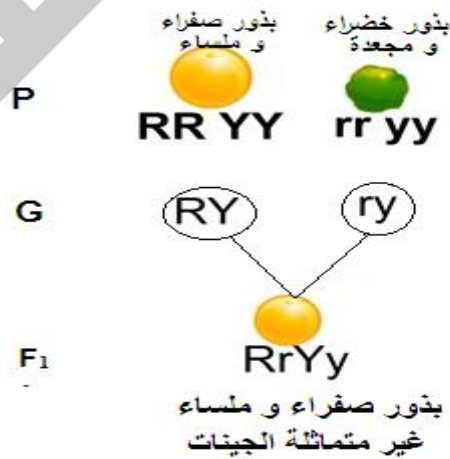 بذور صفراء بذور خضراء
و ملساء و مجعدة
P
RR YY rr yy
G RY ry
F1
RrYy
بذور صفراء و ملساء
غير متماثلة الجينات